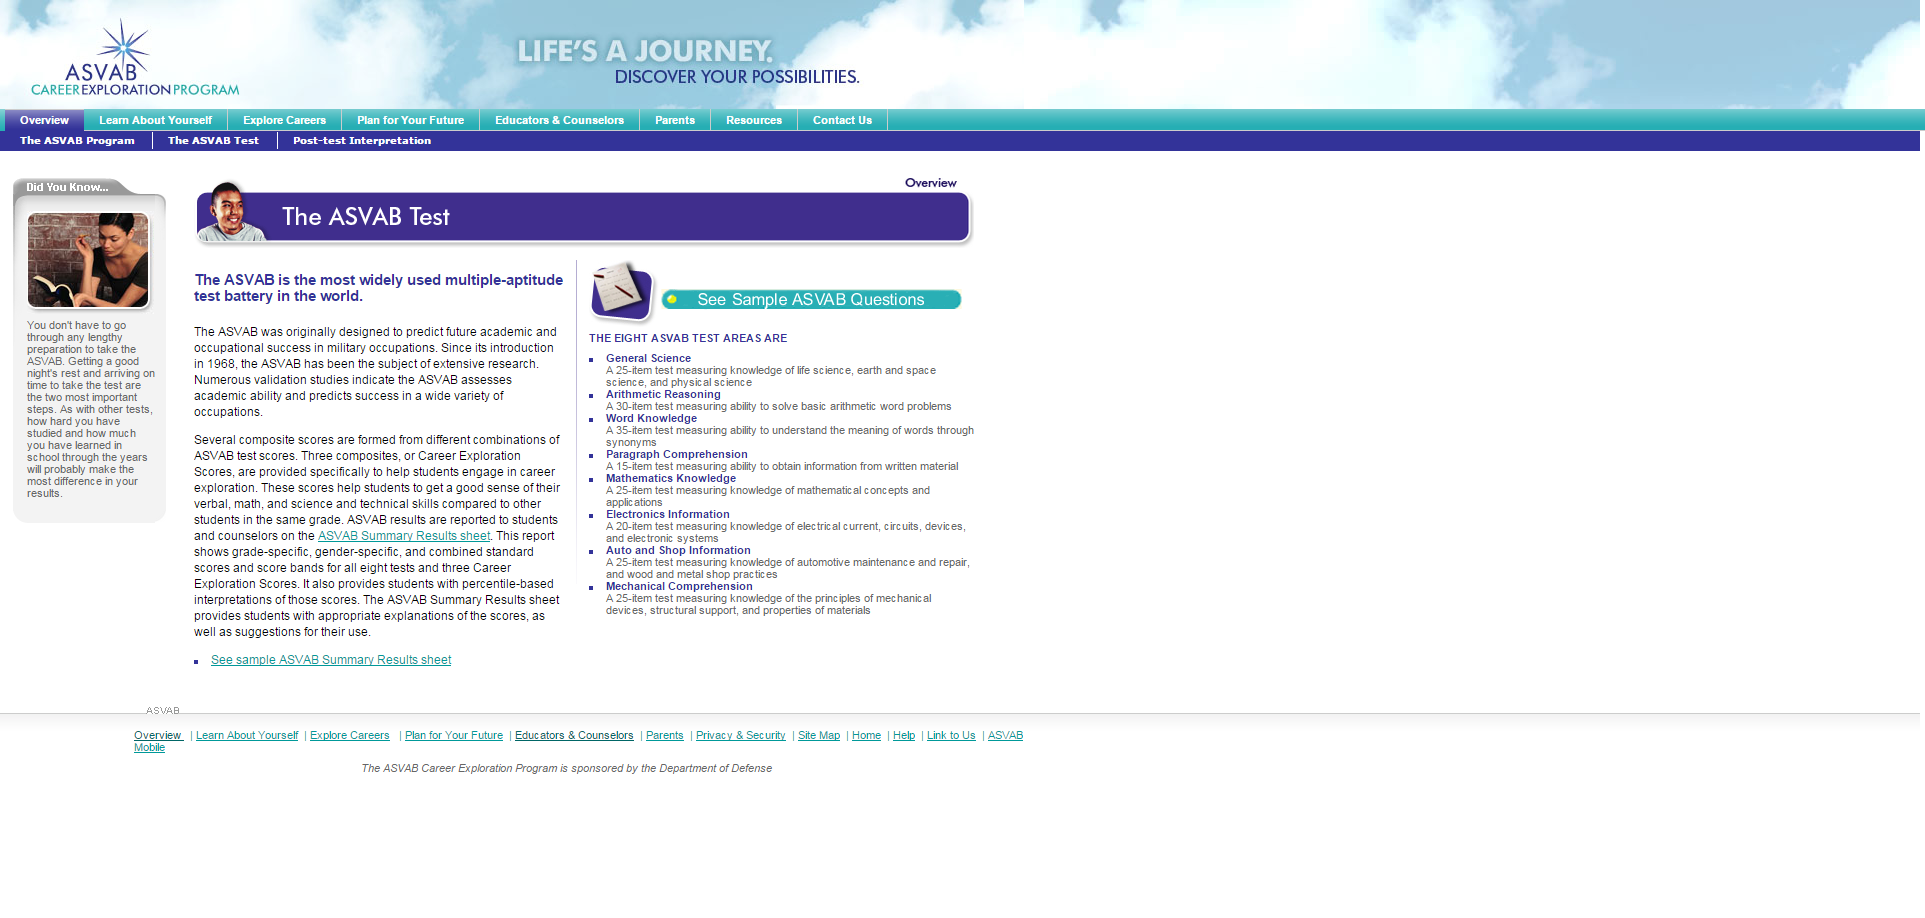 ASVAB
CAREER EXPLORATION PROGRAM
LIFE'S A JOURNEY.
DISCOVER YOUR POSSIBILITIES.
Overview
Learn About Yourself
Explore Careers
Plan for Your Future
Educators & Counselors
Parents
Resources
Contact Us
The ASVAB Program
The ASVAB Test
Post-test Interpretation
Did You Know...
You don't have to go
through any lengthy
preparation to take the
ASVAB. Getting a good
night's rest and arriving on
time to take the test are
the two most important
steps. As with other tests,
how hard you have
studied and how much
you have learned in
school through the years
will probably make the
most difference in your
results.
Overview
The ASVAB Test
The ASVAB is the most widely used multiple-aptitude
test battery in the world.
The ASVAB was originally designed to predict future academic and
occupational success in military occupations. Since its introduction
in 1968, the ASVAB has been the subject of extensive research.
Numerous validation studies indicate the ASVAB assesses
academic ability and predicts success in a wide variety of
occupations.
Several composite scores are formed from different combinations of
ASVAB test scores. Three composites, or Career Exploration
Scores, are provided specifically to help students engage in career
exploration. These scores help students to get a good sense of their
verbal, math, and science and technical skills compared to other
students in the same grade. ASVAB results are reported to students
and counselors on the ASVAB Summary Results sheet. This report
shows grade-specific, gender-specific, and combined standard
scores and score bands for all eight tests and three Career
Exploration Scores. It also provides students with percentile-based
interpretations of those scores. The ASVAB Summary Results sheet
provides students with appropriate explanations of the scores, as
well as suggestions for their use.
See sample ASVAB Summary Results sheet
See Sample ASVAB Questions
THE EIGHT ASVAB TEST AREAS ARE
General Science
A 25-item test measuring knowledge of life science, earth and space
science, and physical science
Arithmetic Reasoning
A 30-item test measuring ability to solve basic arithmetic word problems
Word Knowledge
A 35-item test measuring ability to understand the meaning of words through
synonyms
Paragraph Comprehension
A 15-item test measuring ability to obtain information from written material
Mathematics Knowledge
A 25-item test measuring knowledge of mathematical concepts and
applications
Electronics Information
A 20-item test measuring knowledge of electrical current, circuits, devices,
and electronic systems
Auto and Shop Information
A 25-item test measuring knowledge of automotive maintenance and repair,
and wood and metal shop practices
Mechanical Comprehension
A 25-item test measuring knowledge of the principles of mechanical
devices, structural support, and properties of materials
ASVAB
Overview | Learn About Yourself | Explore Careers | Plan for Your Future | Educators & Counselors | Parents | Privacy & Security | Site Map | Home | Help | Link to Us | ASVAB
Mobile
The ASVAB Career Exploration Program is sponsored by the Department of Defense